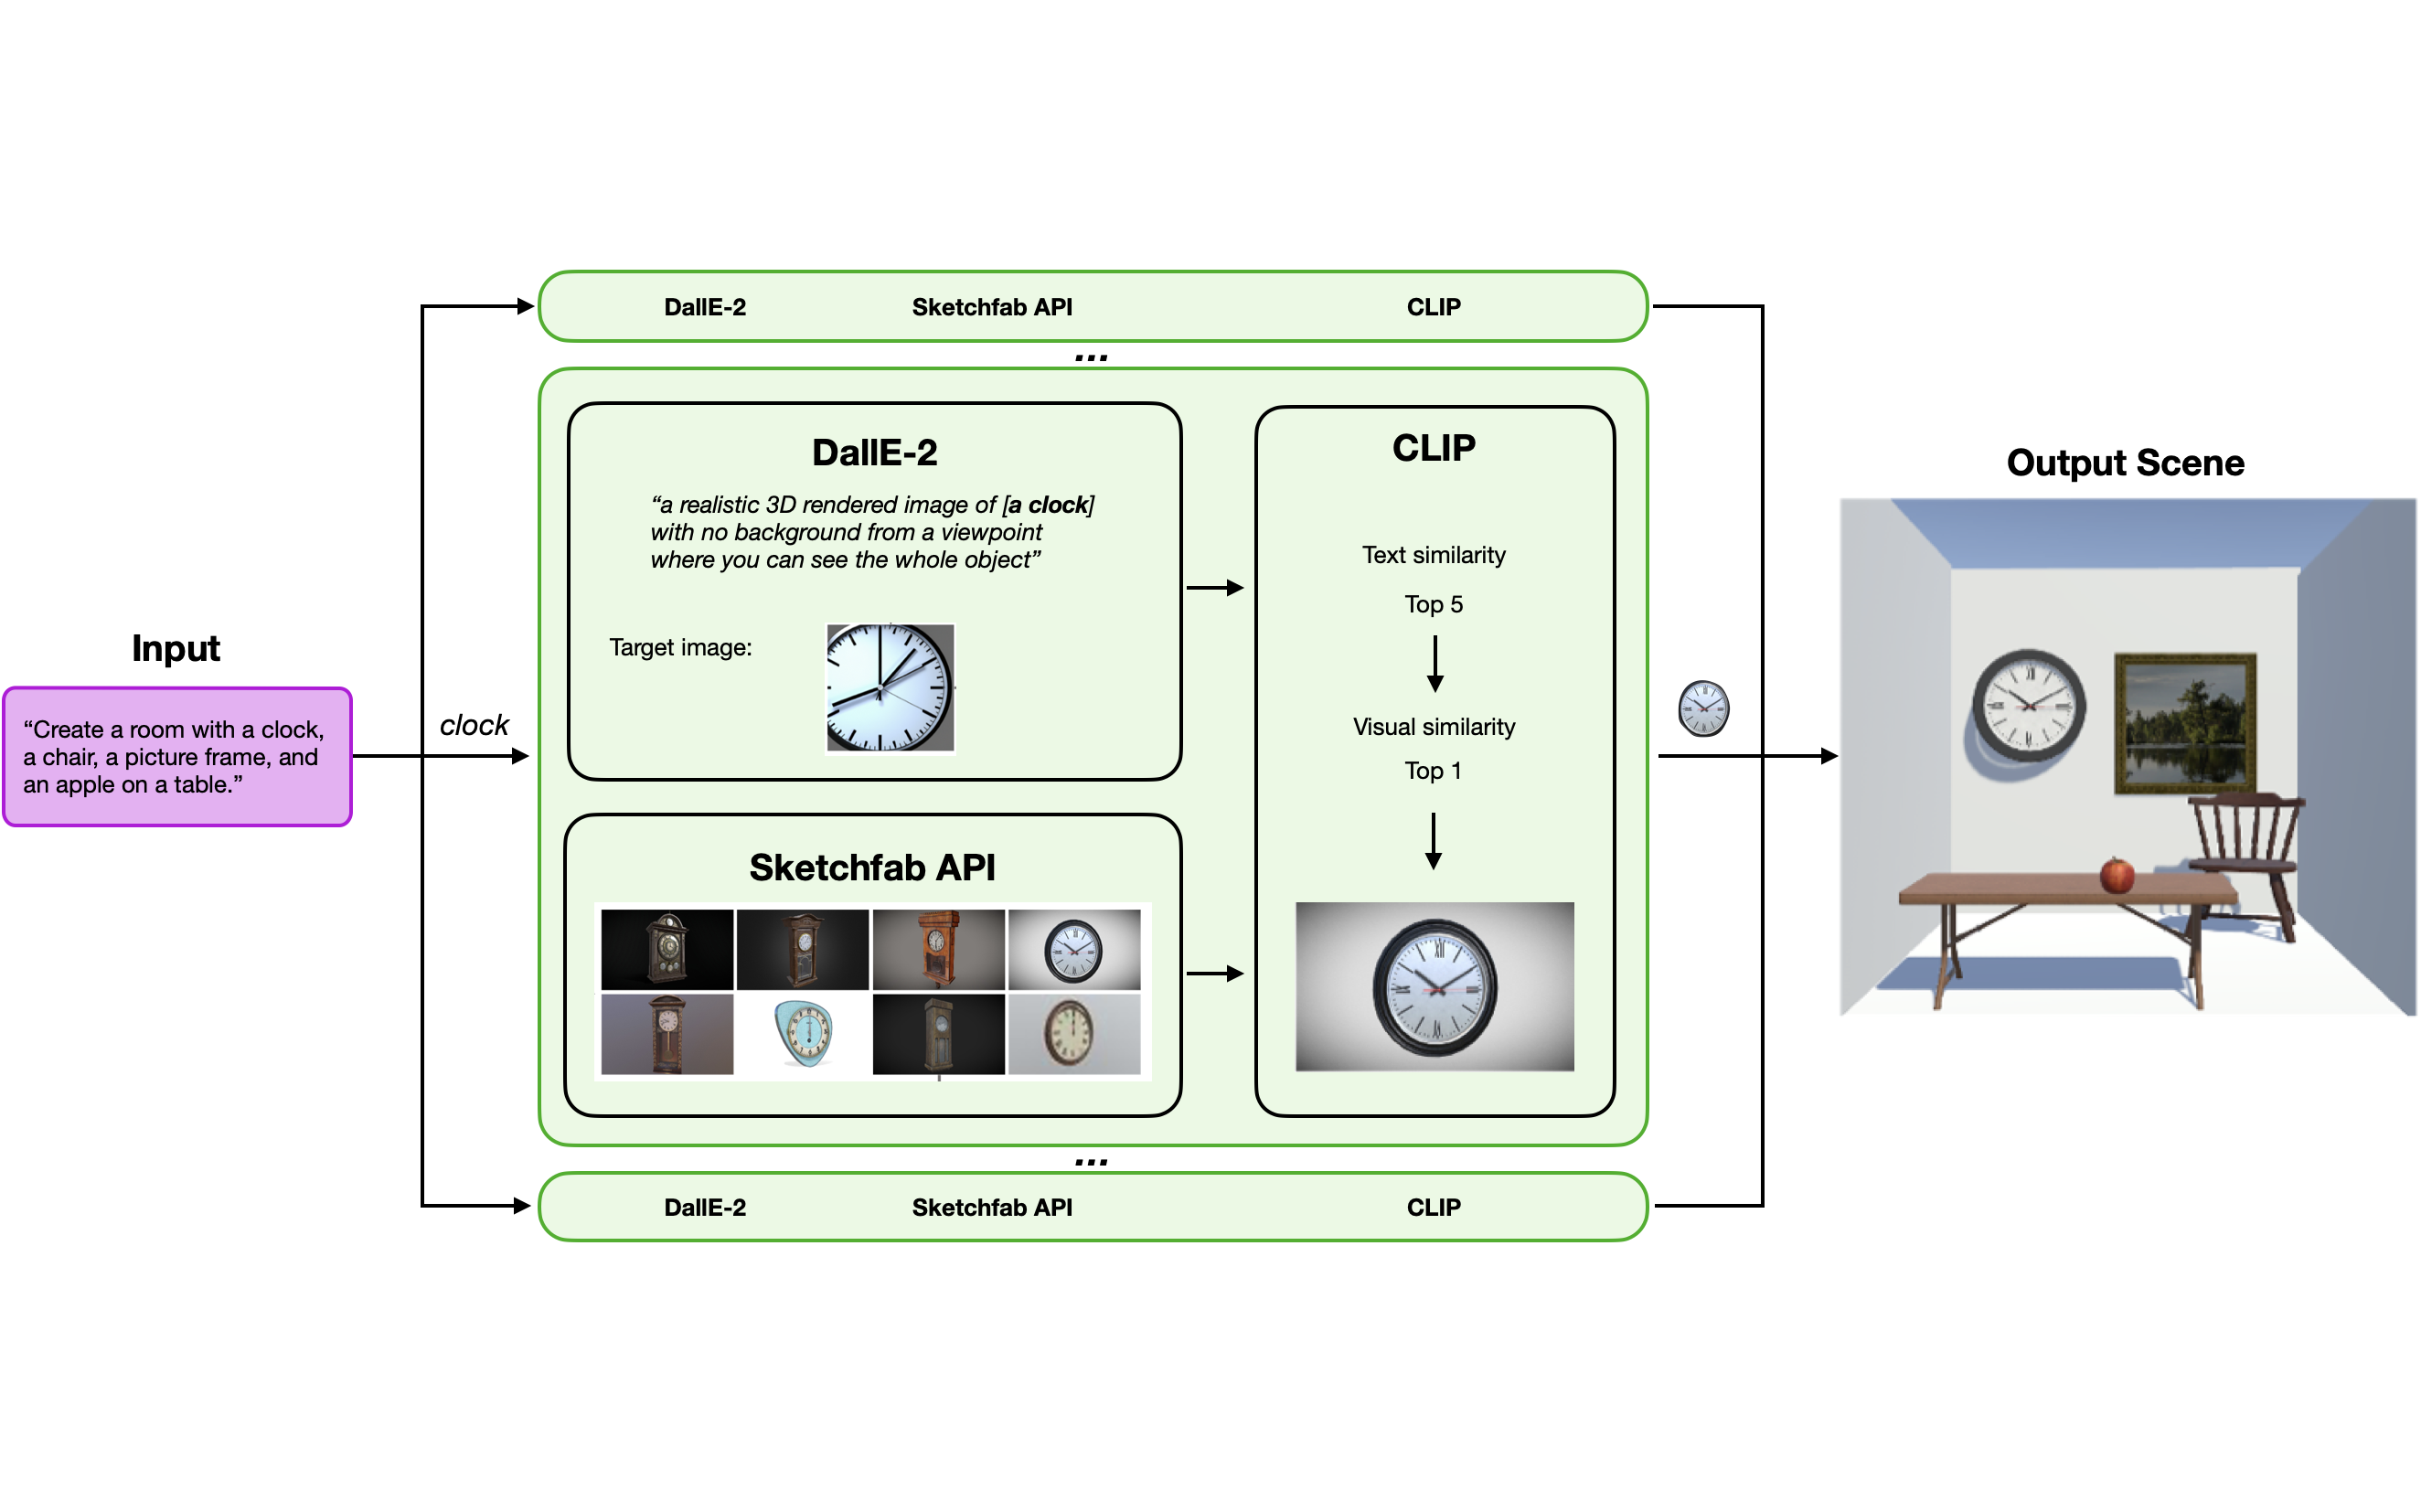 DallE-2 Sketchfab API CLIP
...
Input
“Create a room with a clock,
a chair, a picture frame, and
an apple on a table.”
clock
DallE-2
“a realistic 3D rendered image of [a clock]
with no background from a viewpoint
where you can see the whole object”
Target image:
Sketchfab API
CLIP
Text similarity
Top 5
Visual similarity
Top 1
...
DallE-2 Sketchfab API CLIP
Output Scene